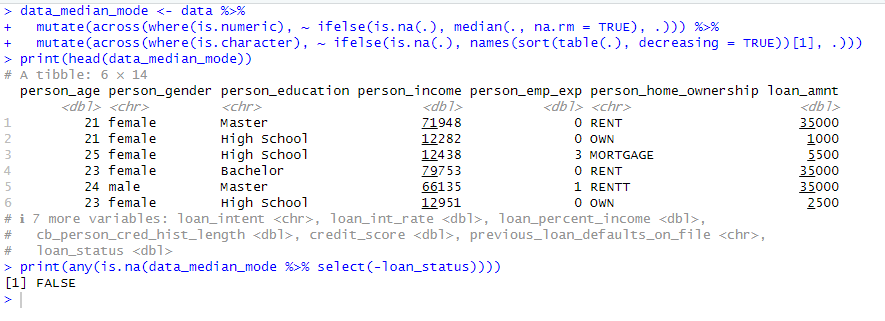 > data_median_mode <- data %>%
+   mutate(across(where(is.numeric), ~ ifelse(is.na(.), median(., na.rm = TRUE), .))) %>%
+   mutate(across(where(is.character), ~ ifelse(is.na(.), names(sort(table(.), decreasing = TRUE))[1], .)))
> print(head(data_median_mode))
# A tibble: 6 × 14
  person_age person_gender person_education person_income person_emp_exp person_home_ownership loan_amnt
       <dbl> <chr>         <chr>                    <dbl>          <dbl> <chr>                     <dbl>
1         21 female        Master                   71948              0 RENT                      35000
2         21 female        High School              12282              0 OWN                        1000
3         25 female        High School              12438              3 MORTGAGE                   5500
4         23 female        Bachelor                 79753              0 RENT                      35000
5         24 male          Master                   66135              1 RENTT                     35000
6         23 female        High School              12951              0 OWN                        2500
# ℹ 7 more variables: loan_intent <chr>, loan_int_rate <dbl>, loan_percent_income <dbl>,
#   cb_person_cred_hist_length <dbl>, credit_score <dbl>, previous_loan_defaults_on_file <chr>,
#   loan_status <dbl>
> print(any(is.na(data_median_mode %>% select(-loan_status))))
[1] FALSE
>